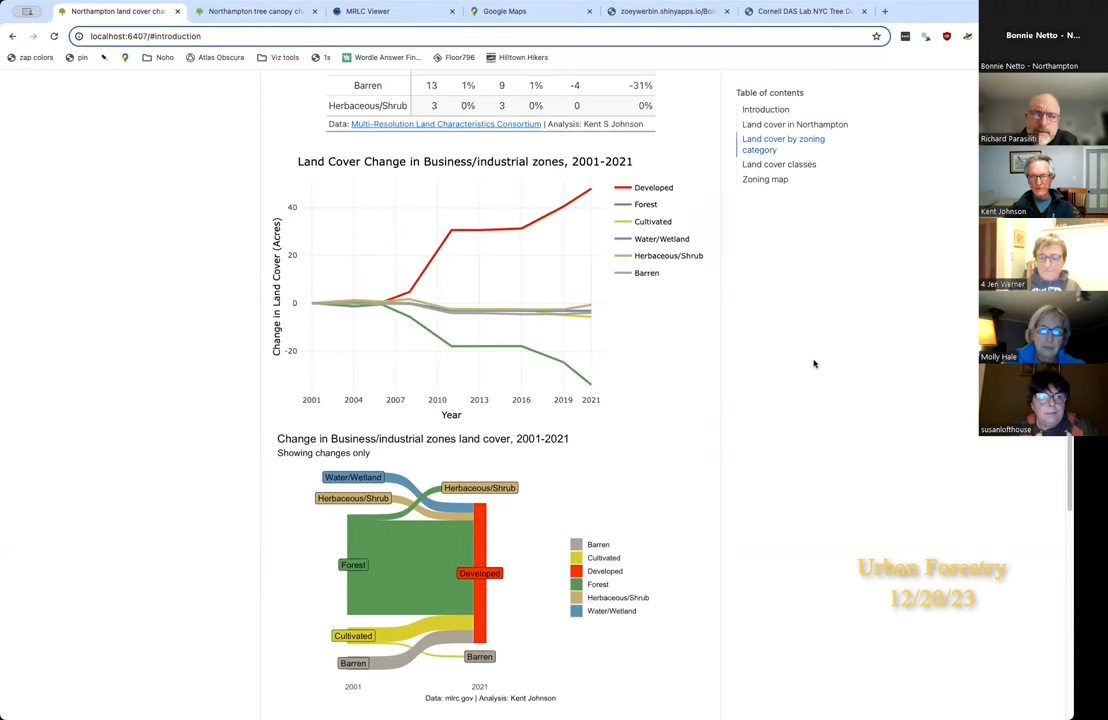 Northampton land cover cha
Northampton tree canopy ch
MRLC Viewer
Google Maps
zoeywerbin.shinyapps.io/Bos
Cornell DAS Lab NYC Tree D
localhost:6407/#introduction
zap colors
pin
Noho
Atlas Obscura
Viz tools
1s
Wordle Answer Fin...
Floor796
Hilltown Hikers
Barren 13 1% 9 1% -4 -31%
Herbaceous/Shrub 3 0% 3 0% 0 0%
Data: Multi-Resolution Land Characteristics Consortium | Analysis: Kent S Johnson
Table of contents
Introduction
Land cover in Northampton
Land cover by zoning
category
Land cover classes
Zoning map
Land Cover Change in Business/industrial zones, 2001-2021
Change in Land Cover (Acres)
40
20
0
-20
2001 2004 2007 2010 2013 2016 2019 2021
Year
Developed
Forest
Cultivated
Water/Wetland
Herbaceous/Shrub
Barren
Change in Business/industrial zones land cover, 2001-2021
Showing changes only
Water/Wetland
Herbaceous/Shrub
Forest
Cultivated
Barren
Herbaceous/Shrub
Developed
Barren
2001 2021
Barren
Cultivated
Developed
Forest
Herbaceous/Shrub
Water/Wetland
Data: mlrc.gov | Analysis: Kent Johnson
Bonnie Netto - N...
Bonnie Netto - Northampton
Richard Parasiliti
Kent Johnson
4 Jen Werner
Molly Hale
susanlofthouse
Urban Forestry
12/20/23